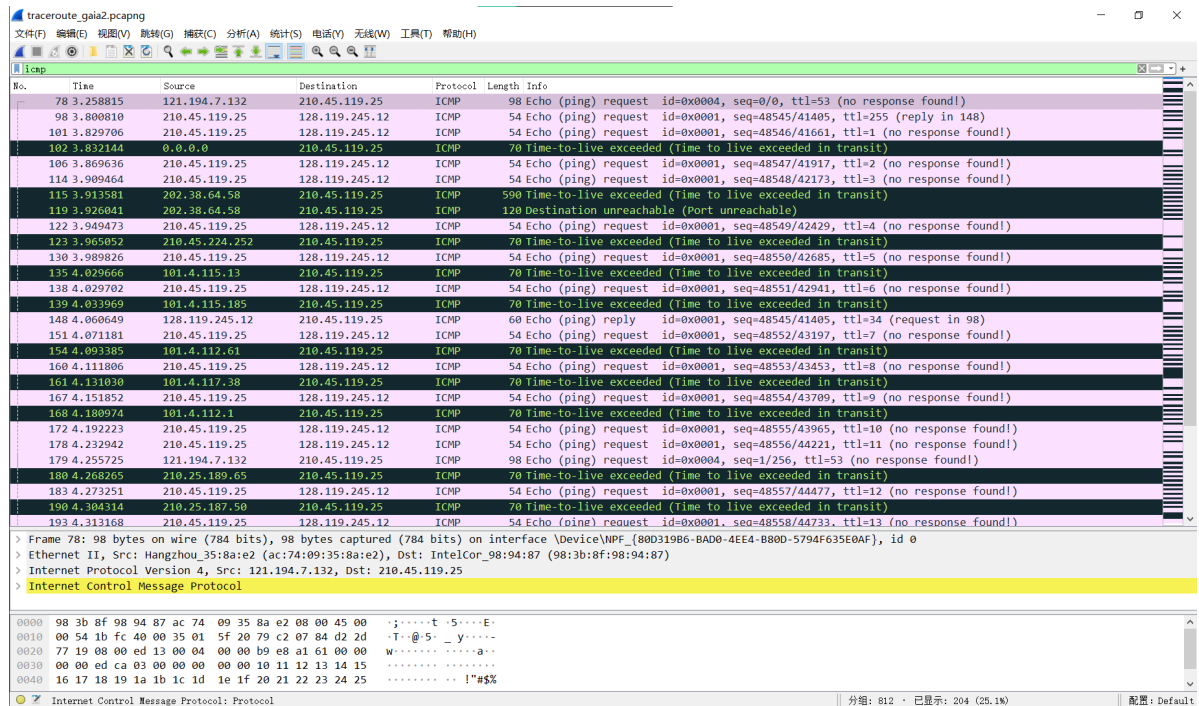 traceroute_gaia2.pcapng
文件(F) 编辑(E) 视图(V) 跳转(G) 捕获(C) 分析(A) 统计(S) 电话(Y) 无线(W) 工具(T) 帮助(H)
icmp
No. Time Source Destination Protocol Length Info
78 3.258815 121.194.7.132 210.45.119.25 ICMP 98 Echo (ping) request id=0x0004, seq=0/0, ttl=53 (no response found!)
98 3.800810 210.45.119.25 128.119.245.12 ICMP 54 Echo (ping) request id=0x0001, seq=48545/41405, ttl=255 (reply in 148)
101 3.829706 210.45.119.25 128.119.245.12 ICMP 54 Echo (ping) request id=0x0001, seq=48546/41661, ttl=1 (no response found!)
102 3.832144 0.0.0.0 210.45.119.25 ICMP 70 Time-to-live exceeded (Time to live exceeded in transit)
106 3.869636 210.45.119.25 128.119.245.12 ICMP 54 Echo (ping) request id=0x0001, seq=48547/41917, ttl=2 (no response found!)
114 3.909464 210.45.119.25 128.119.245.12 ICMP 54 Echo (ping) request id=0x0001, seq=48548/42173, ttl=3 (no response found!)
115 3.913581 202.38.64.58 210.45.119.25 ICMP 590 Time-to-live exceeded (Time to live exceeded in transit)
119 3.926041 202.38.64.58 210.45.119.25 ICMP 120 Destination unreachable (Port unreachable)
122 3.949473 210.45.119.25 128.119.245.12 ICMP 54 Echo (ping) request id=0x0001, seq=48549/42429, ttl=4 (no response found!)
123 3.965052 210.45.224.252 210.45.119.25 ICMP 70 Time-to-live exceeded (Time to live exceeded in transit)
130 3.989826 210.45.119.25 128.119.245.12 ICMP 54 Echo (ping) request id=0x0001, seq=48550/42685, ttl=5 (no response found!)
135 4.029666 101.4.115.13 210.45.119.25 ICMP 70 Time-to-live exceeded (Time to live exceeded in transit)
138 4.029702 210.45.119.25 128.119.245.12 ICMP 54 Echo (ping) request id=0x0001, seq=48551/42941, ttl=6 (no response found!)
139 4.033969 101.4.115.185 210.45.119.25 ICMP 70 Time-to-live exceeded (Time to live exceeded in transit)
148 4.060649 128.119.245.12 210.45.119.25 ICMP 60 Echo (ping) reply id=0x0001, seq=48545/41405, ttl=34 (request in 98)
151 4.071181 210.45.119.25 128.119.245.12 ICMP 54 Echo (ping) request id=0x0001, seq=48552/43197, ttl=7 (no response found!)
154 4.093385 101.4.112.61 210.45.119.25 ICMP 70 Time-to-live exceeded (Time to live exceeded in transit)
160 4.111806 210.45.119.25 128.119.245.12 ICMP 54 Echo (ping) request id=0x0001, seq=48553/43453, ttl=8 (no response found!)
161 4.131030 101.4.117.38 210.45.119.25 ICMP 70 Time-to-live exceeded (Time to live exceeded in transit)
167 4.151852 210.45.119.25 128.119.245.12 ICMP 54 Echo (ping) request id=0x0001, seq=48554/43709, ttl=9 (no response found!)
168 4.180974 101.4.112.1 210.45.119.25 ICMP 70 Time-to-live exceeded (Time to live exceeded in transit)
172 4.192223 210.45.119.25 128.119.245.12 ICMP 54 Echo (ping) request id=0x0001, seq=48555/43965, ttl=10 (no response found!)
178 4.232942 210.45.119.25 128.119.245.12 ICMP 54 Echo (ping) request id=0x0001, seq=48556/44221, ttl=11 (no response found!)
179 4.255725 121.194.7.132 210.45.119.25 ICMP 98 Echo (ping) request id=0x0004, seq=1/256, ttl=53 (no response found!)
180 4.268265 210.25.189.65 210.45.119.25 ICMP 70 Time-to-live exceeded (Time to live exceeded in transit)
183 4.273251 210.45.119.25 128.119.245.12 ICMP 54 Echo (ping) request id=0x0001, seq=48557/44477, ttl=12 (no response found!)
190 4.304314 210.25.187.50 210.45.119.25 ICMP 70 Time-to-live exceeded (Time to live exceeded in transit)
193 4.313168 210.45.119.25 128.119.245.12 ICMP 54 Echo (ping) request id=0x0001, seq=48558/44733, ttl=13 (no response found!)
Frame 78: 98 bytes on wire (784 bits), 98 bytes captured (784 bits) on interface \Device\NPF_{80D319B6-BAD0-4EE4-B80D-5794F635E0AF}, id 0
Ethernet II, Src: Hangzhou_35:8a:e2 (ac:74:09:35:8a:e2), Dst: IntelCor_98:94:87 (98:3b:8f:98:94:87)
Internet Protocol Version 4, Src: 121.194.7.132, Dst: 210.45.119.25
Internet Control Message Protocol
0000 98 3b 8f 98 94 87 ac 74 09 35 8a e2 08 00 45 00 ·;·····t ·5····E·
0010 00 54 1b fc 40 00 35 01 5f 20 79 c2 07 84 d2 2d ·T··@·5· _ y····-
0020 77 19 08 00 ed 13 00 04 00 00 b9 e8 a1 61 00 00 w······· ·····a··
0030 00 00 ed ca 03 00 00 00 00 00 10 11 12 13 14 15 ········ ········
0040 16 17 18 19 1a 1b 1c 1d 1e 1f 20 21 22 23 24 25 ········ ·· !"#$%
Internet Control Message Protocol: Protocol 分组: 812 · 已显示: 204 (25.1%) 配置: Default